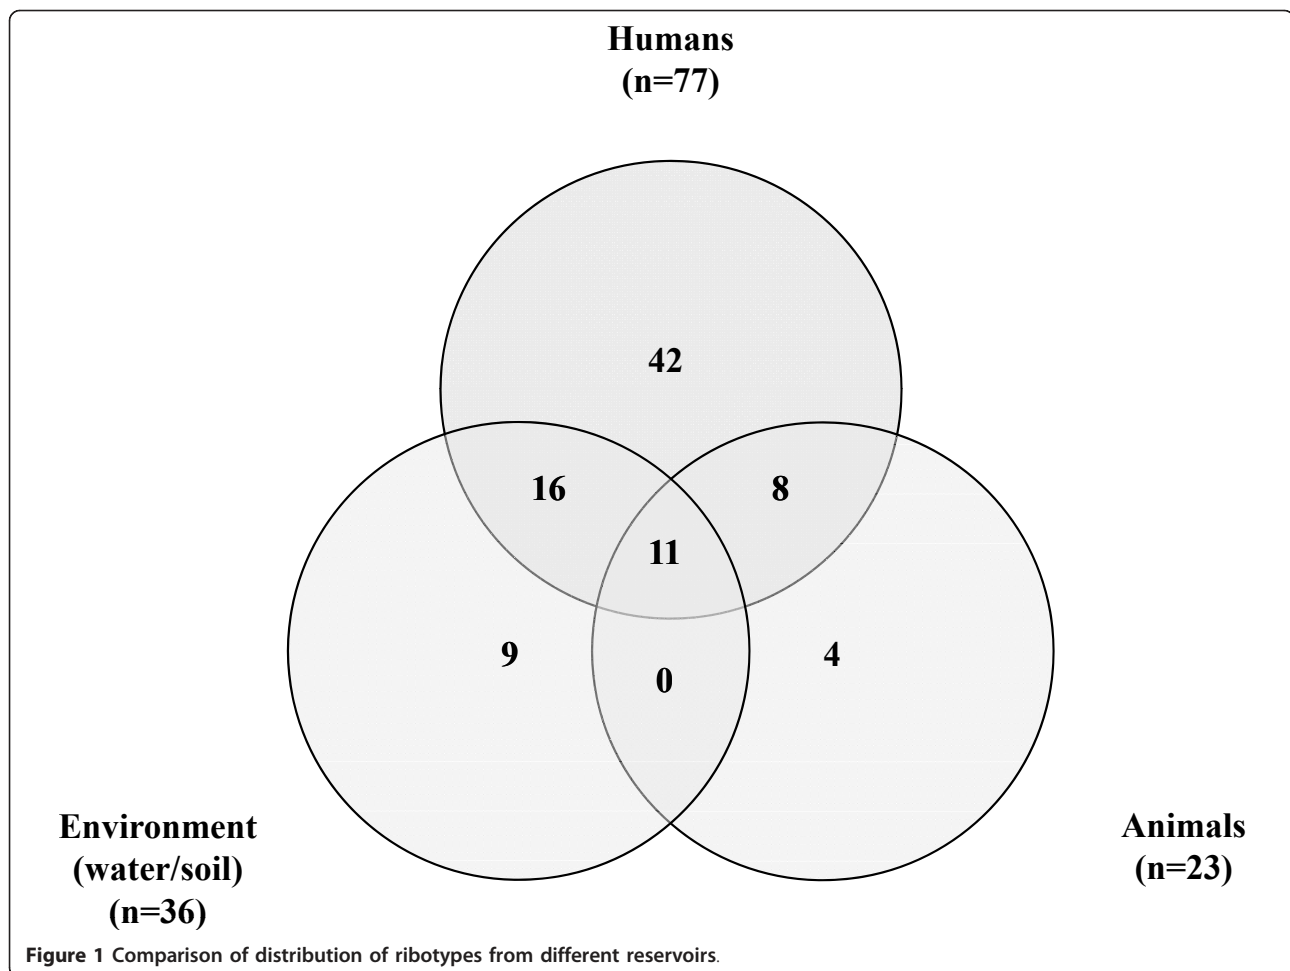 Humans
(n=77)
42
16
8
11
9
4
0
Environment
(water/soil)
(n=36)
Animals
(n=23)
Figure 1 Comparison of distribution of ribotypes from different reservoirs.